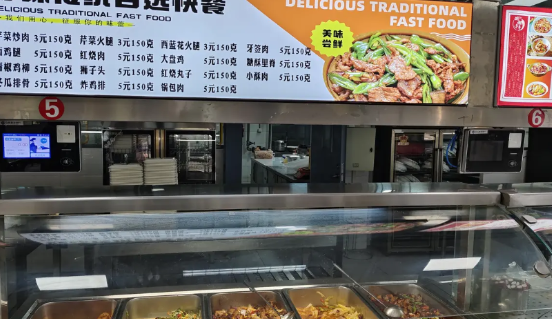 统自选快餐
DELICIOUS TRADITIONAL FAST FOOD
DELICIOUS TRADITIONAL
FAST FOOD
美味
尝鲜
芹菜炒肉 3元150克 芹菜火腿 3元150克 西蓝花火腿 3元150克 牙签肉 5元150克
鸡腿 5元150克 红烧肉 5元150克 大盘鸡 5元150克 糖醋里脊 5元150克
椒鸡柳 5元150克 狮子头 5元150克 红烧丸子 5元150克 小酥肉 5元150克
冬瓜排骨 5元150克 炸鸡排 5元150克 锅包肉 5元150克
5
6